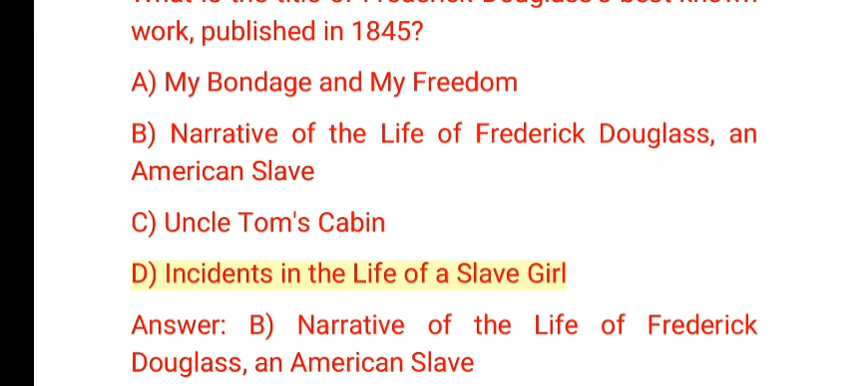 work, published in 1845?
A) My Bondage and My Freedom
B) Narrative of the Life of Frederick Douglass, an
American Slave
C) Uncle Tom's Cabin
D) Incidents in the Life of a Slave Girl
Answer: B) Narrative of the Life of Frederick
Douglass, an American Slave